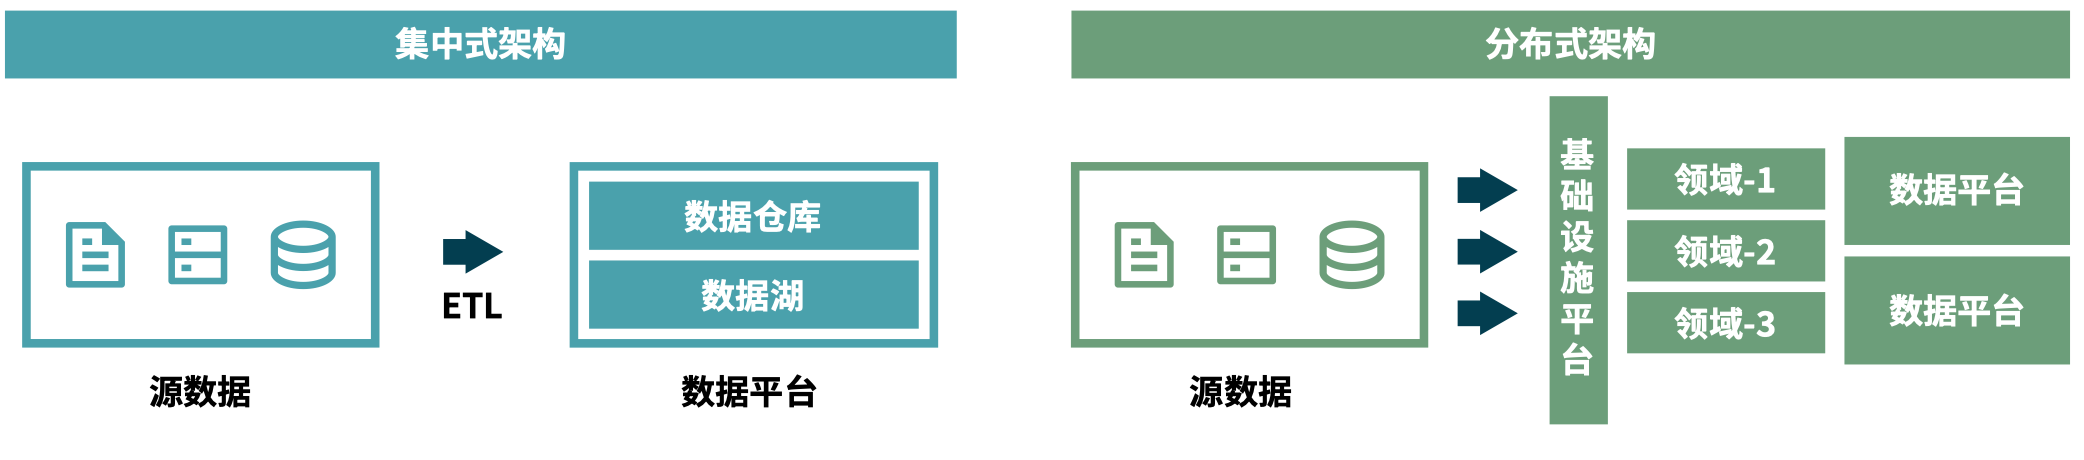 集中式架构
数据仓库
数据湖
ETL
源数据
数据平台
分布式架构
基础设施平台
领域-1
领域-2
领域-3
数据平台
数据平台
源数据